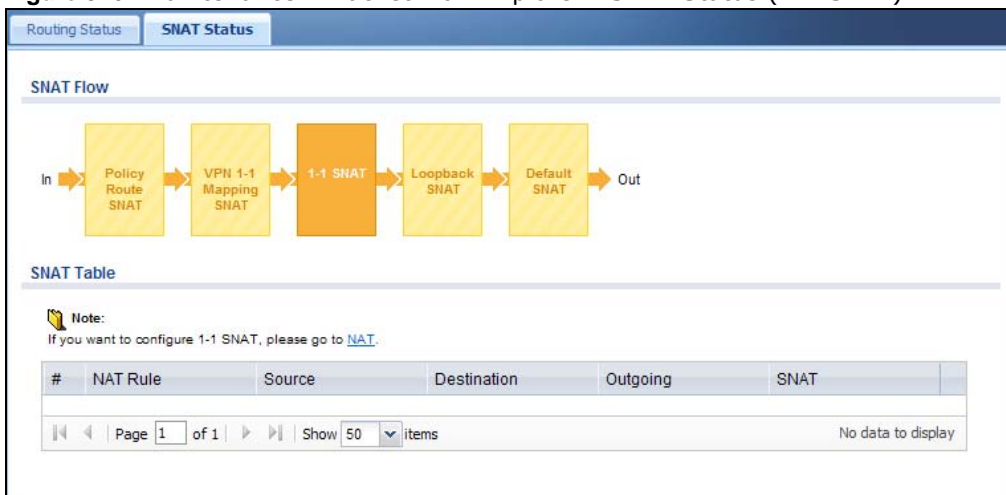 Routing Status
SNAT Status
SNAT Flow
In
Policy
Route
SNAT
VPN 1-1
Mapping
SNAT
1-1 SNAT
Loopback
SNAT
Default
SNAT
Out
SNAT Table
Note:
If you want to configure 1-1 SNAT, please go to NAT.
# NAT Rule Source Destination Outgoing SNAT
Page 1 of 1 Show 50 items No data to display